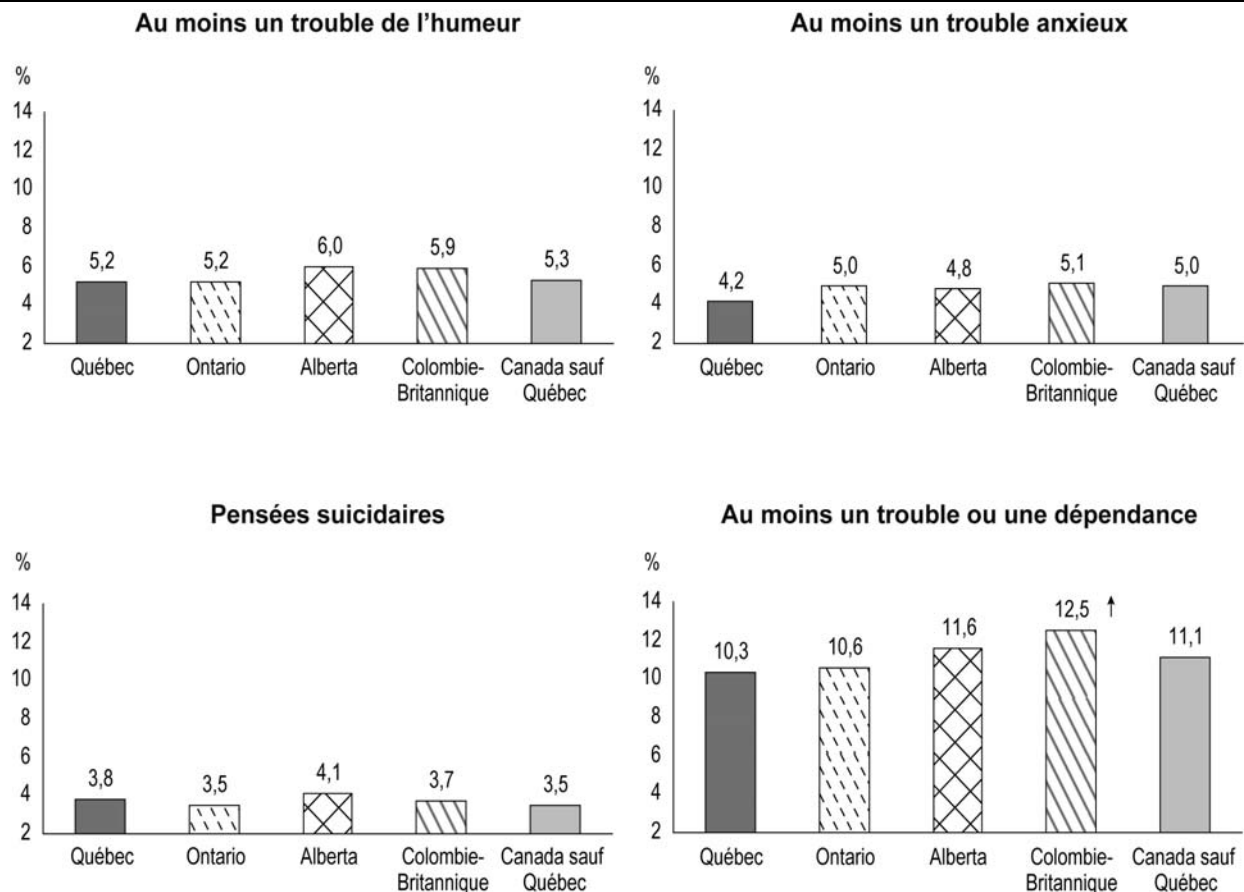 Au moins un trouble de l'humeur
%
14
12
10
8
6
4
2
5,2
5,2
6,0
5,9
5,3
Québec
Ontario
Alberta
Colombie-
Britannique
Canada sauf
Québec
Au moins un trouble anxieux
%
14
12
10
8
6
4
2
4,2
5,0
4,8
5,1
5,0
Québec
Ontario
Alberta
Colombie-
Britannique
Canada sauf
Québec
Pensées suicidaires
%
14
12
10
8
6
4
2
3,8
3,5
4,1
3,7
3,5
Québec
Ontario
Alberta
Colombie-
Britannique
Canada sauf
Québec
Au moins un trouble ou une dépendance
%
14
12
10
8
6
4
2
10,3
10,6
11,6
12,5 ↑
11,1
Québec
Ontario
Alberta
Colombie-
Britannique
Canada sauf
Québec